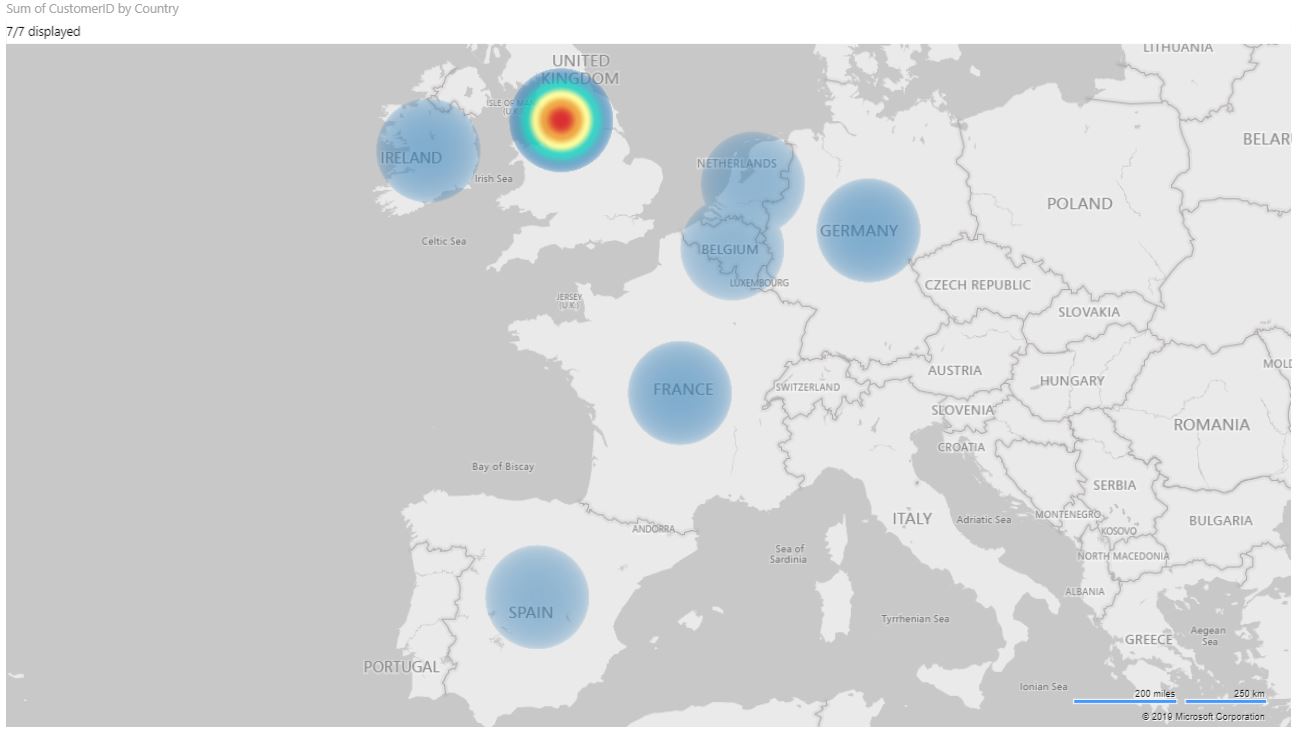 Sum of CustomerID by Country
7/7 displayed
LITHUANIA
UNITED
KINGDOM
ISLE OF MAN
(U.K.)
BELAR
IRELAND
NETHERLANDS
Irish Sea
POLAND
GERMANY
Celtic Sea
BELGIUM
LUXEMBOURG
CZECH REPUBLIC
JERSEY
(U.K.)
SLOVAKIA
MOLD
AUSTRIA
HUNGARY
SWITZERLAND
FRANCE
SLOVENIA
ROMANIA
CROATIA
Bay of Biscay
SERBIA
MONTENEGRO
ITALY
Adriatic Sea
BULGARIA
ANDORRA
KOSOVO
Sea of
Sardinia
NORTH MACEDONIA
ALBANIA
SPAIN
Tyrrhenian Sea
Aegean
Sea
GREECE
PORTUGAL
Ionian Sea
200 miles
250 km
© 2019 Microsoft Corporation